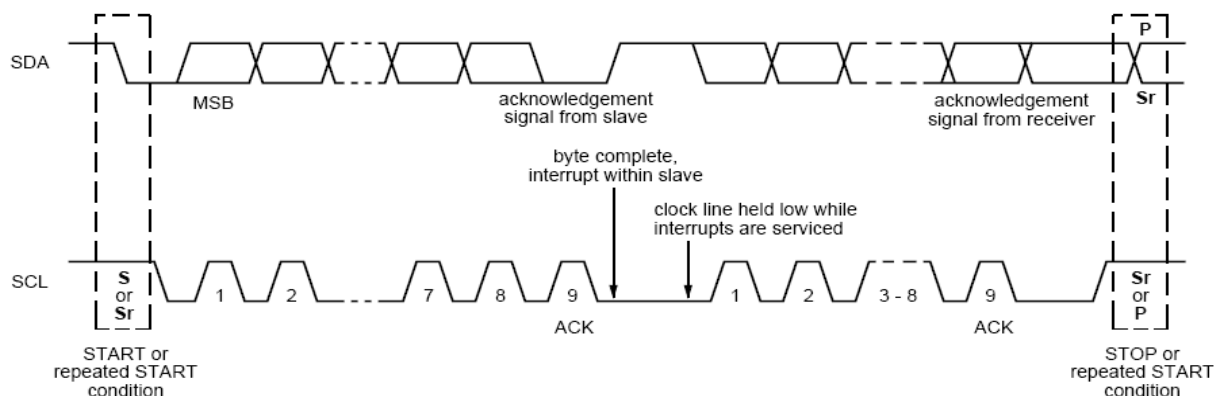 P
SDA
MSB
acknowledgement
signal from slave
acknowledgement
signal from receiver
Sr
byte complete,
interrupt within slave
clock line held low while
interrupts are serviced
SCL
S
or
Sr
1
2
7
8
9
1
2
3 - 8
9
Sr
or
P
ACK
ACK
START or
repeated START
condition
STOP or
repeated START
condition